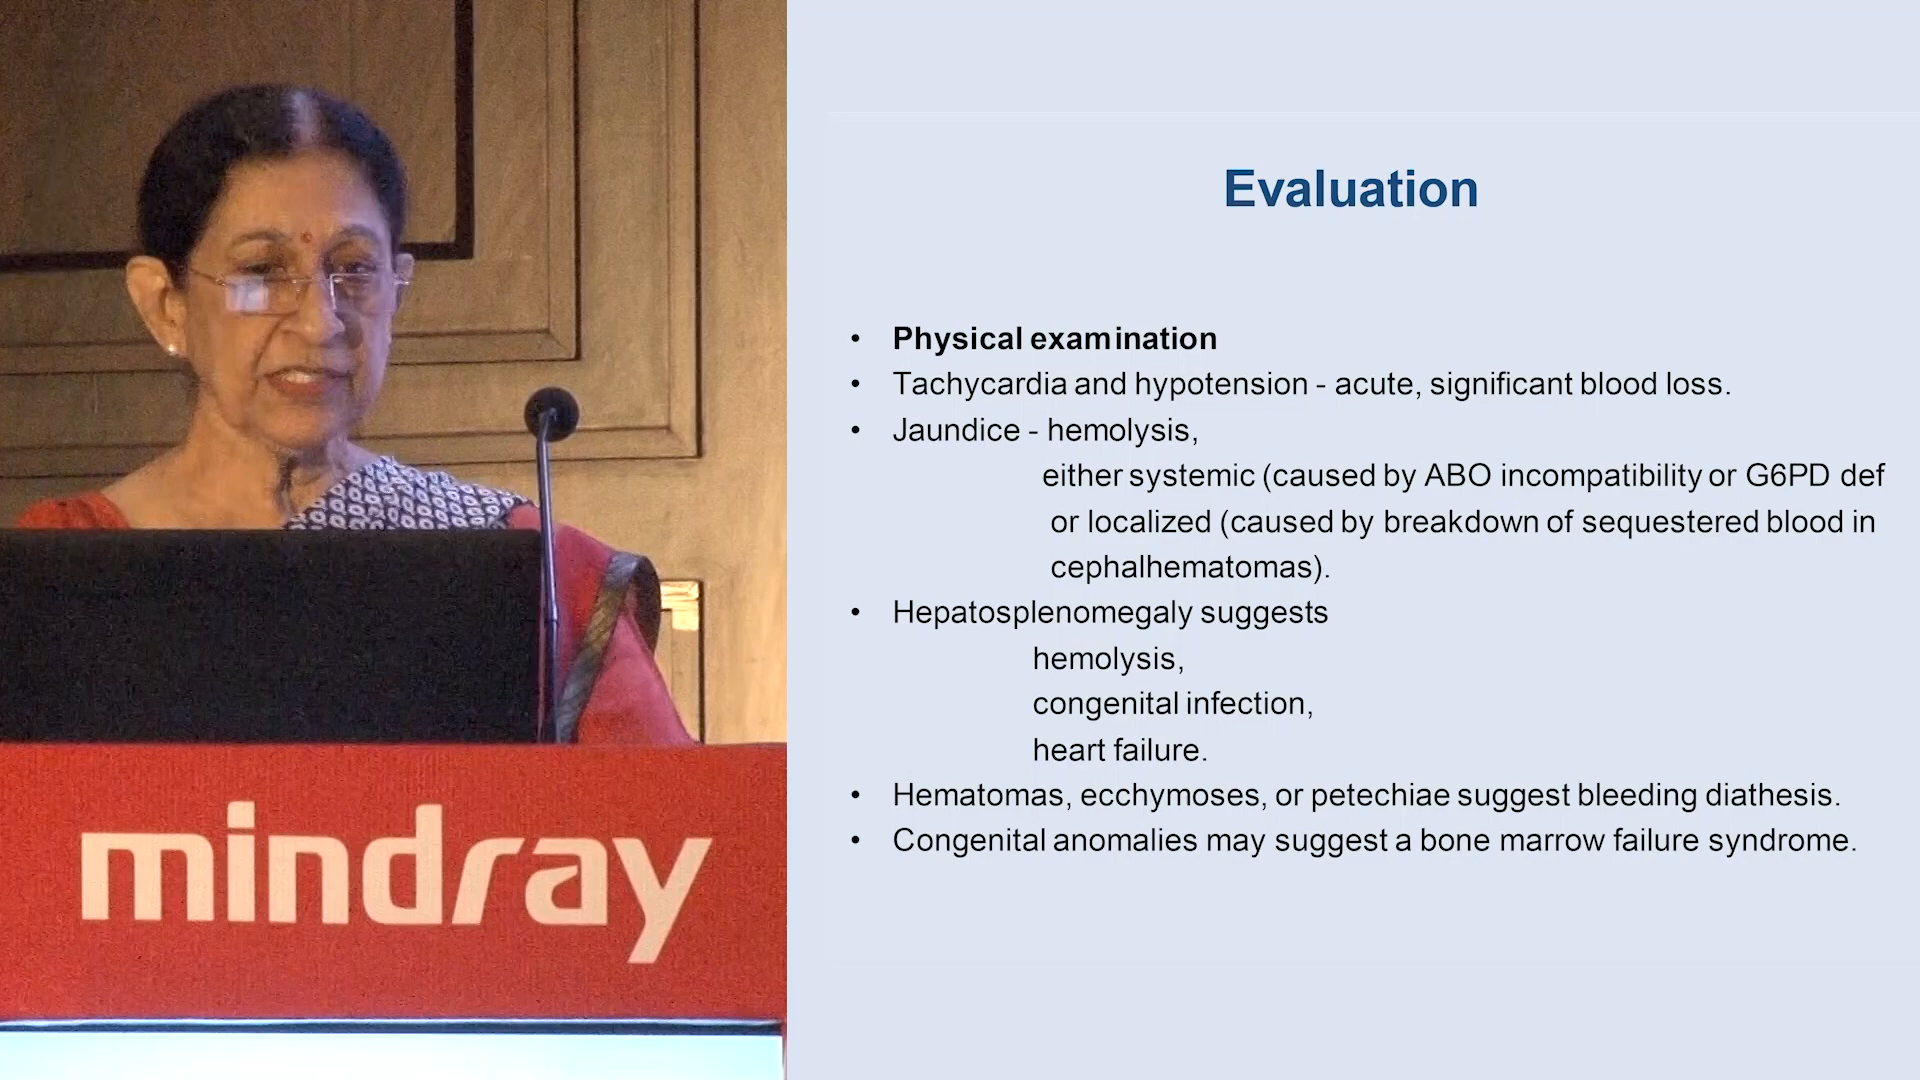 mindray
Evaluation
• Physical examination
• Tachycardia and hypotension - acute, significant blood loss.
• Jaundice - hemolysis,
either systemic (caused by ABO incompatibility or G6PD def
or localized (caused by breakdown of sequestered blood in
cephalhematomas).
• Hepatosplenomegaly suggests
hemolysis,
congenital infection,
heart failure.
• Hematomas, ecchymoses, or petechiae suggest bleeding diathesis.
• Congenital anomalies may suggest a bone marrow failure syndrome.